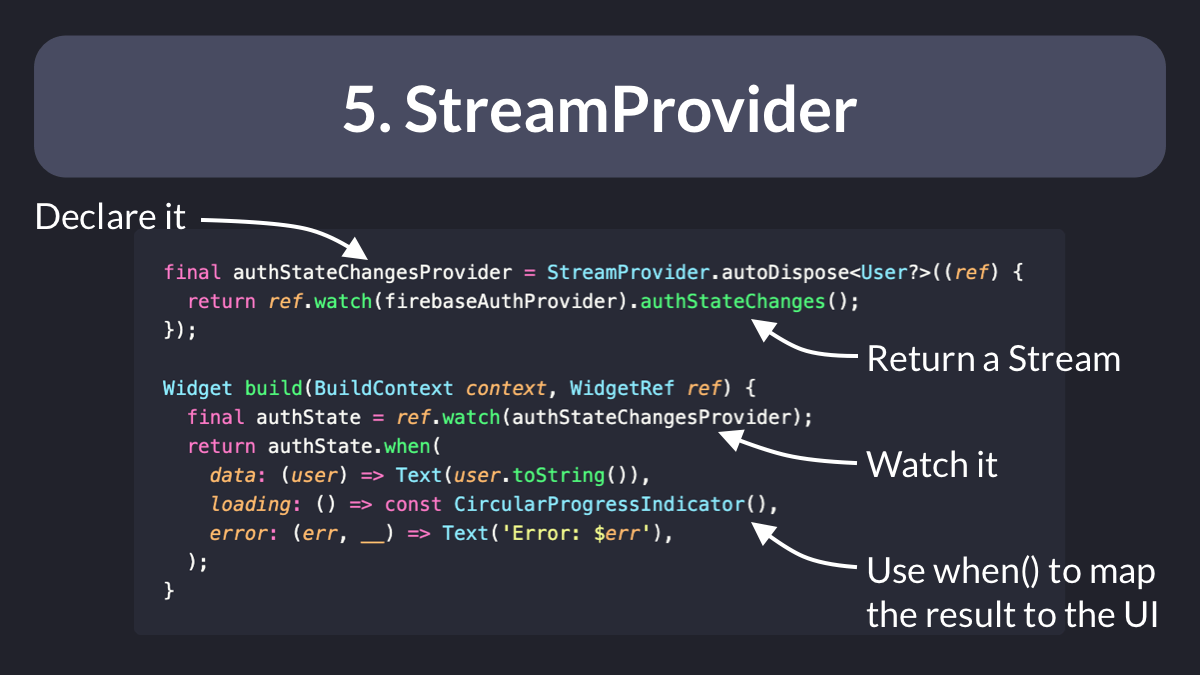 5. StreamProvider
Declare it
final authStateChangesProvider = StreamProvider.autoDispose<User?>((ref) {
  return ref.watch(firebaseAuthProvider).authStateChanges();
});
Return a Stream
Widget build(BuildContext context, WidgetRef ref) {
  final authState = ref.watch(authStateChangesProvider);
  return authState.when(
Watch it
    data: (user) => Text(user.toString()),
    loading: () => const CircularProgressIndicator(),
    error: (err, __) => Text('Error: $err'),
  );
}
Use when() to map
the result to the UI